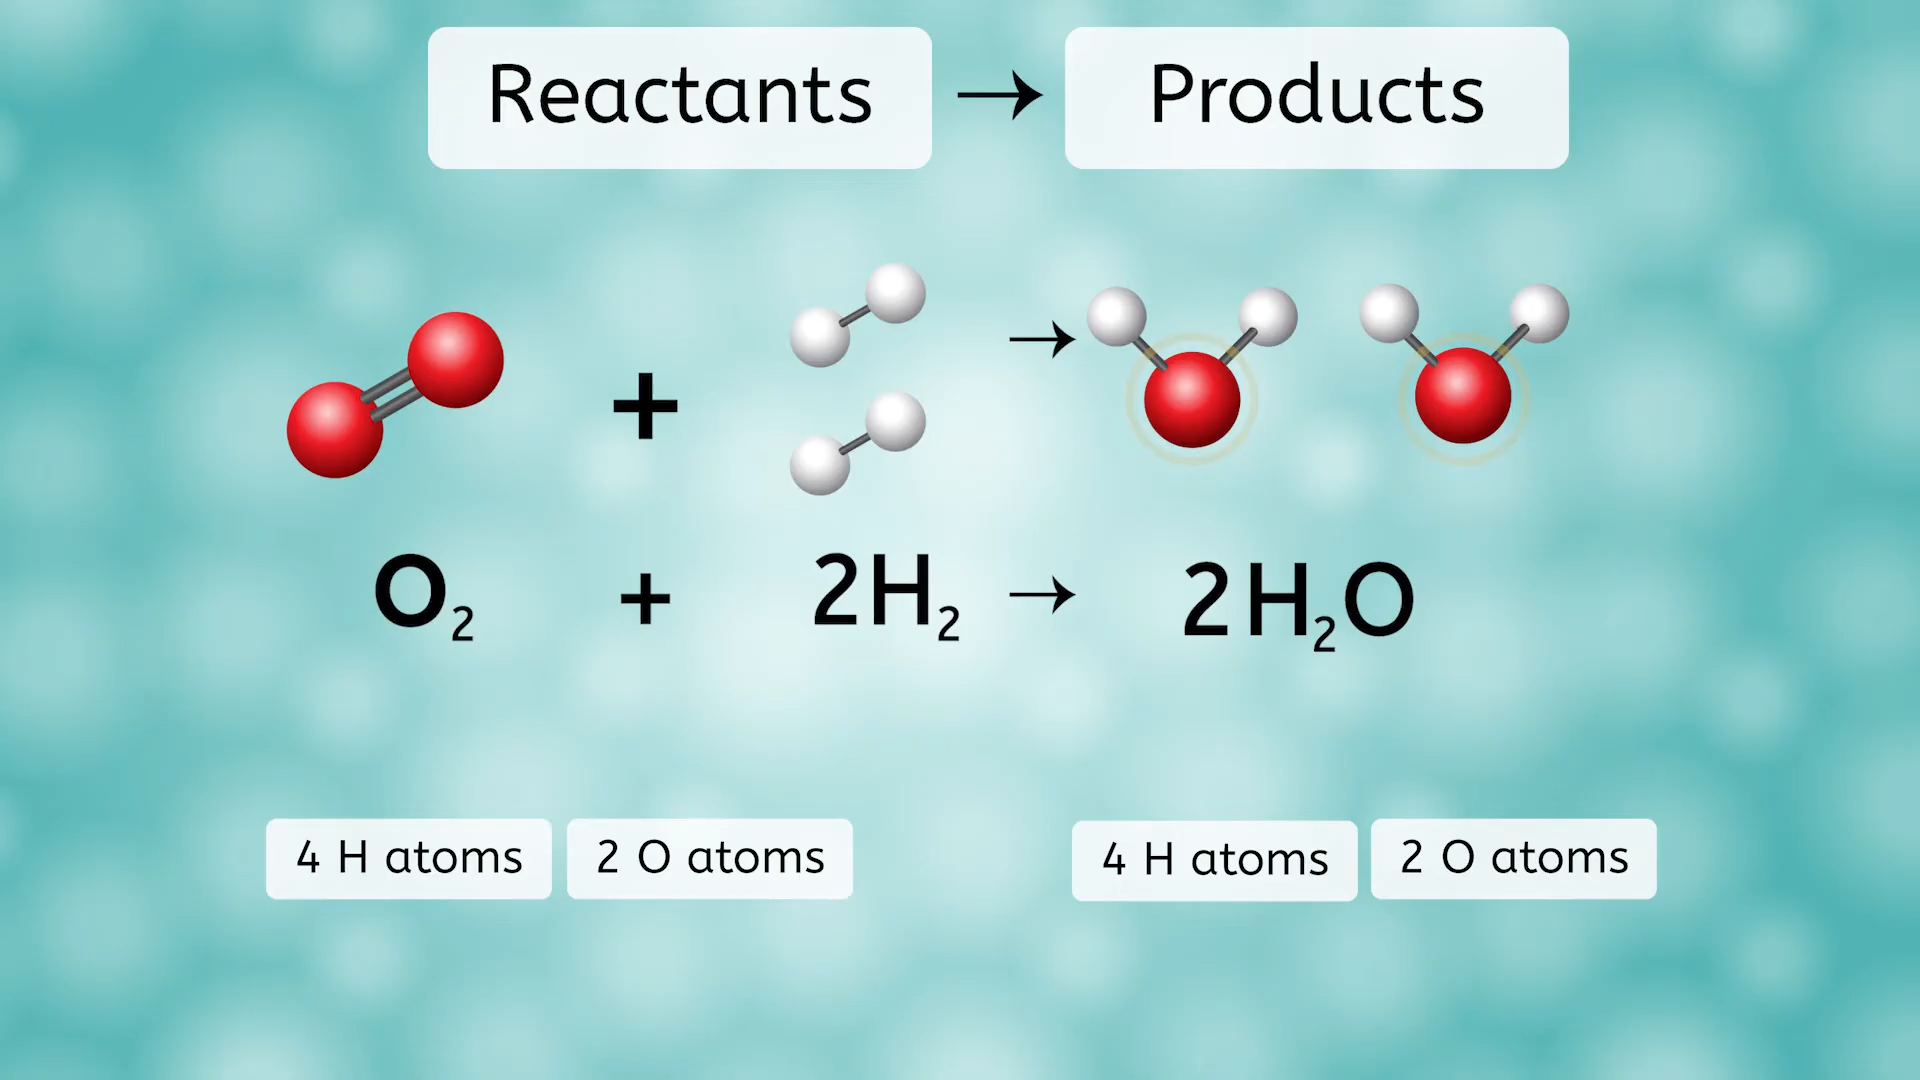 Reactants → Products
+ →
O₂ + 2H₂ → 2H₂O
4 H atoms 2 O atoms 4 H atoms 2 O atoms